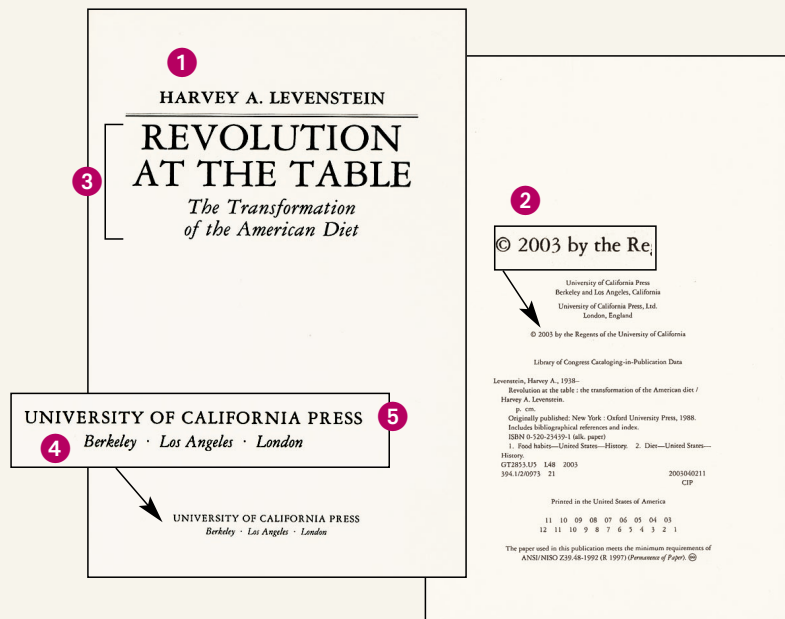 1
HARVEY A. LEVENSTEIN
REVOLUTION
AT THE TABLE
3
The Transformation
of the American Diet
UNIVERSITY OF CALIFORNIA PRESS
5
4
Berkeley · Los Angeles · London
UNIVERSITY OF CALIFORNIA PRESS
Berkeley · Los Angeles · London
2
© 2003 by the Reg
University of California Press
Berkeley and Los Angeles, California
University of California Press, Ltd.
London, England
© 2003 by the Regents of the University of California
Library of Congress Cataloging-in-Publication Data
Levenstein, Harvey A., 1938–
Revolution at the table : the transformation of the American diet /
Harvey A. Levenstein.
p. cm.
Originally published: New York : Oxford University Press, 1988.
Includes bibliographical references and index.
ISBN 0-520-23439-1 (alk. paper)
1. Food habits—United States—History. 2. Diet—United States—
History.
GT2853.U5 L48 2003
394.1/2/0973 21 2003040211
CIP
Printed in the United States of America
11 10 09 08 07 06 05 04 03
12 11 10 9 8 7 6 5 4 3 2 1
The paper used in this publication meets the minimum requirements of
ANSI/NISO Z39.48-1992 (R 1997) (Permanence of Paper). ♾